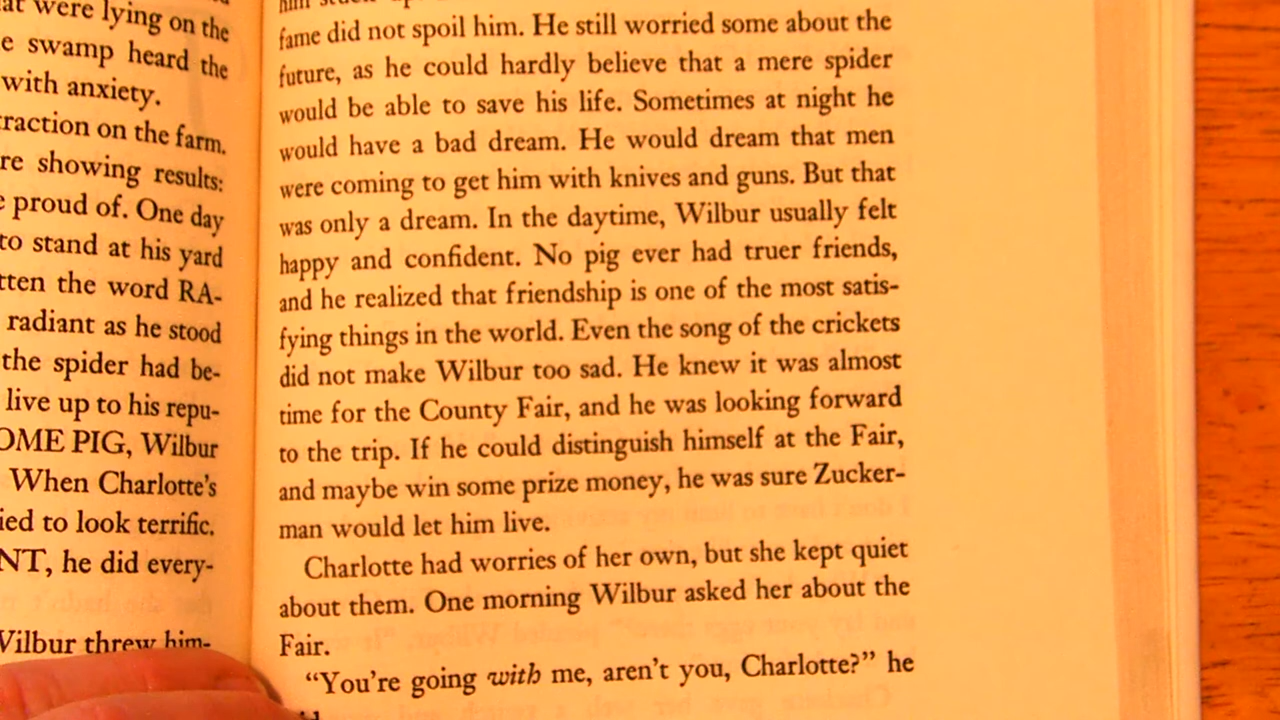 were lying on the
swamp heard the
with anxiety.
on the farm.
showing results:
proud of. One day
to stand at his yard
the word RA-
radiant as he stood
the spider had be-
live up to his repu-
PIG, Wilbur
When Charlotte's
to look terrific.
he did every-
threw him-
fame did not spoil him. He still worried some about the
future, as he could hardly believe that a mere spider
would be able to save his life. Sometimes at night he
would have a bad dream. He would dream that men
were coming to get him with knives and guns. But that
was only a dream. In the daytime, Wilbur usually felt
happy and confident. No pig ever had truer friends,
and he realized that friendship is one of the most satis-
fying things in the world. Even the song of the crickets
did not make Wilbur too sad. He knew it was almost
time for the County Fair, and he was looking forward
to the trip. If he could distinguish himself at the Fair,
and maybe win some prize money, he was sure Zucker-
man would let him live.
Charlotte had worries of her own, but she kept quiet
about them. One morning Wilbur asked her about the
Fair.
"You're going with me, aren't you, Charlotte?" he